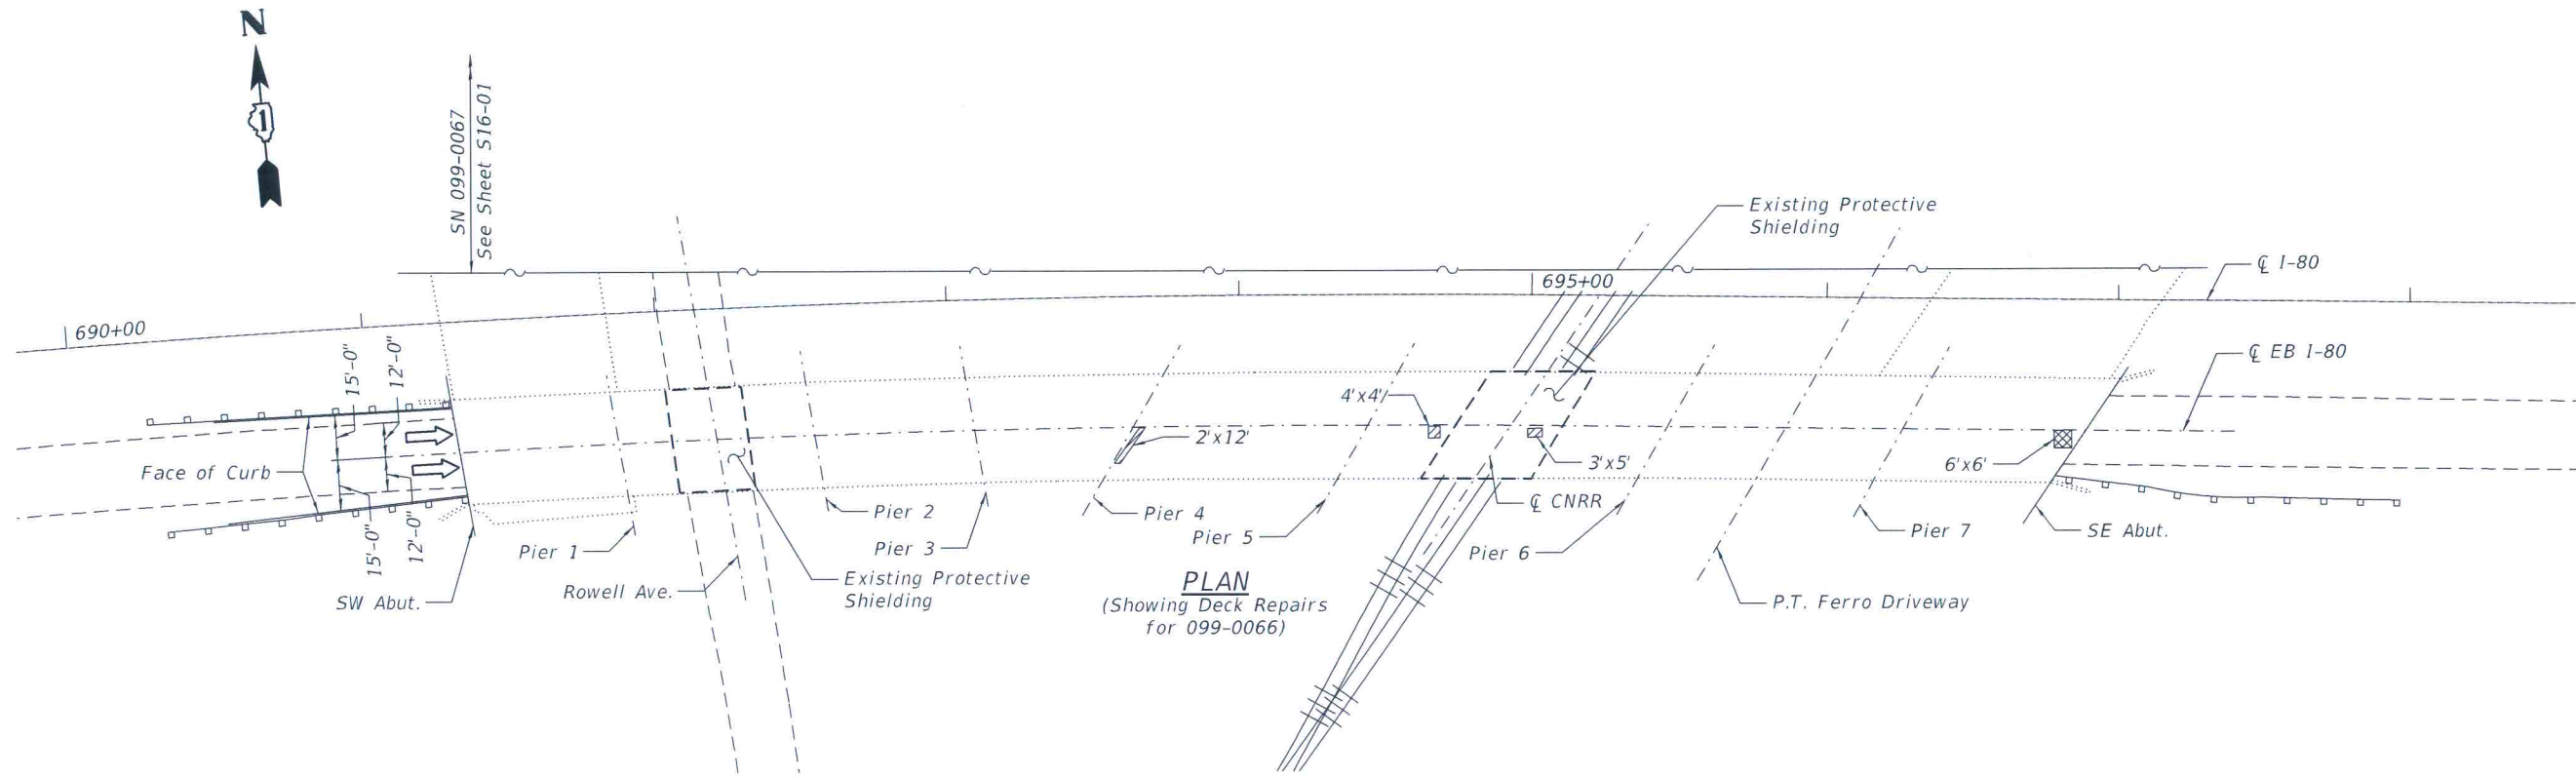 N
1
SN 099-0067
See Sheet S16-01
Existing Protective
Shielding
℄ I-80
690+00
695+00
15'-0"
12'-0"
℄ EB I-80
4'x4'
2'x12'
3'x5'
6'x6'
Face of Curb
15'-0"
12'-0"
℄ CNRR
Pier 1
Pier 2
Pier 3
Pier 4
Pier 5
Pier 6
Pier 7
SE Abut.
SW Abut.
Rowell Ave.
Existing Protective
Shielding
PLAN
(Showing Deck Repairs
for 099-0066)
P.T. Ferro Driveway